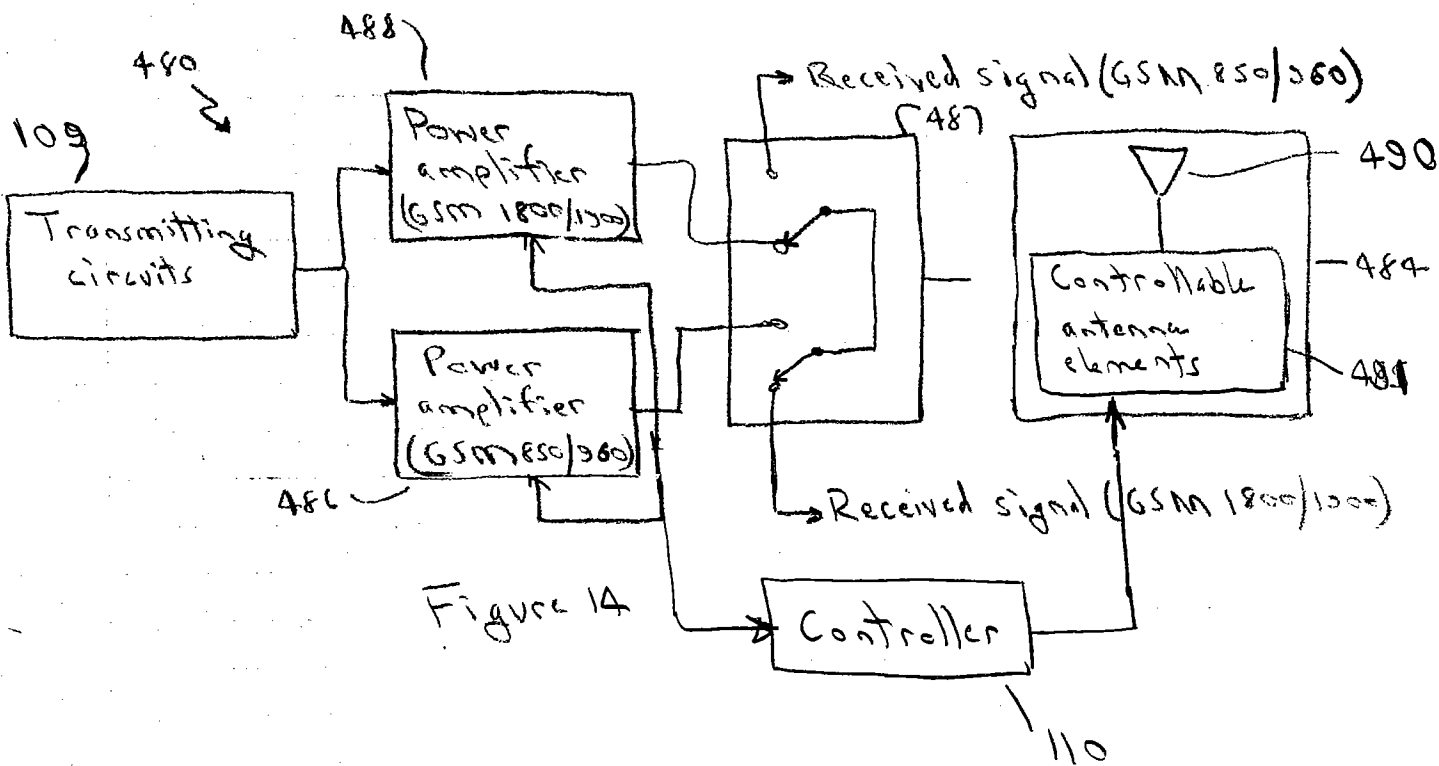 488
480
109
Received signal (GSM 850/960)
487
Power
amplifier
(GSM 1800/1900)
490
Transmitting
circuits
484
Controllable
antenna
elements
Power
amplifier
(GSM 850/960)
491
486
Received signal (GSM 1800/1900)
Figure 14
Controller
110